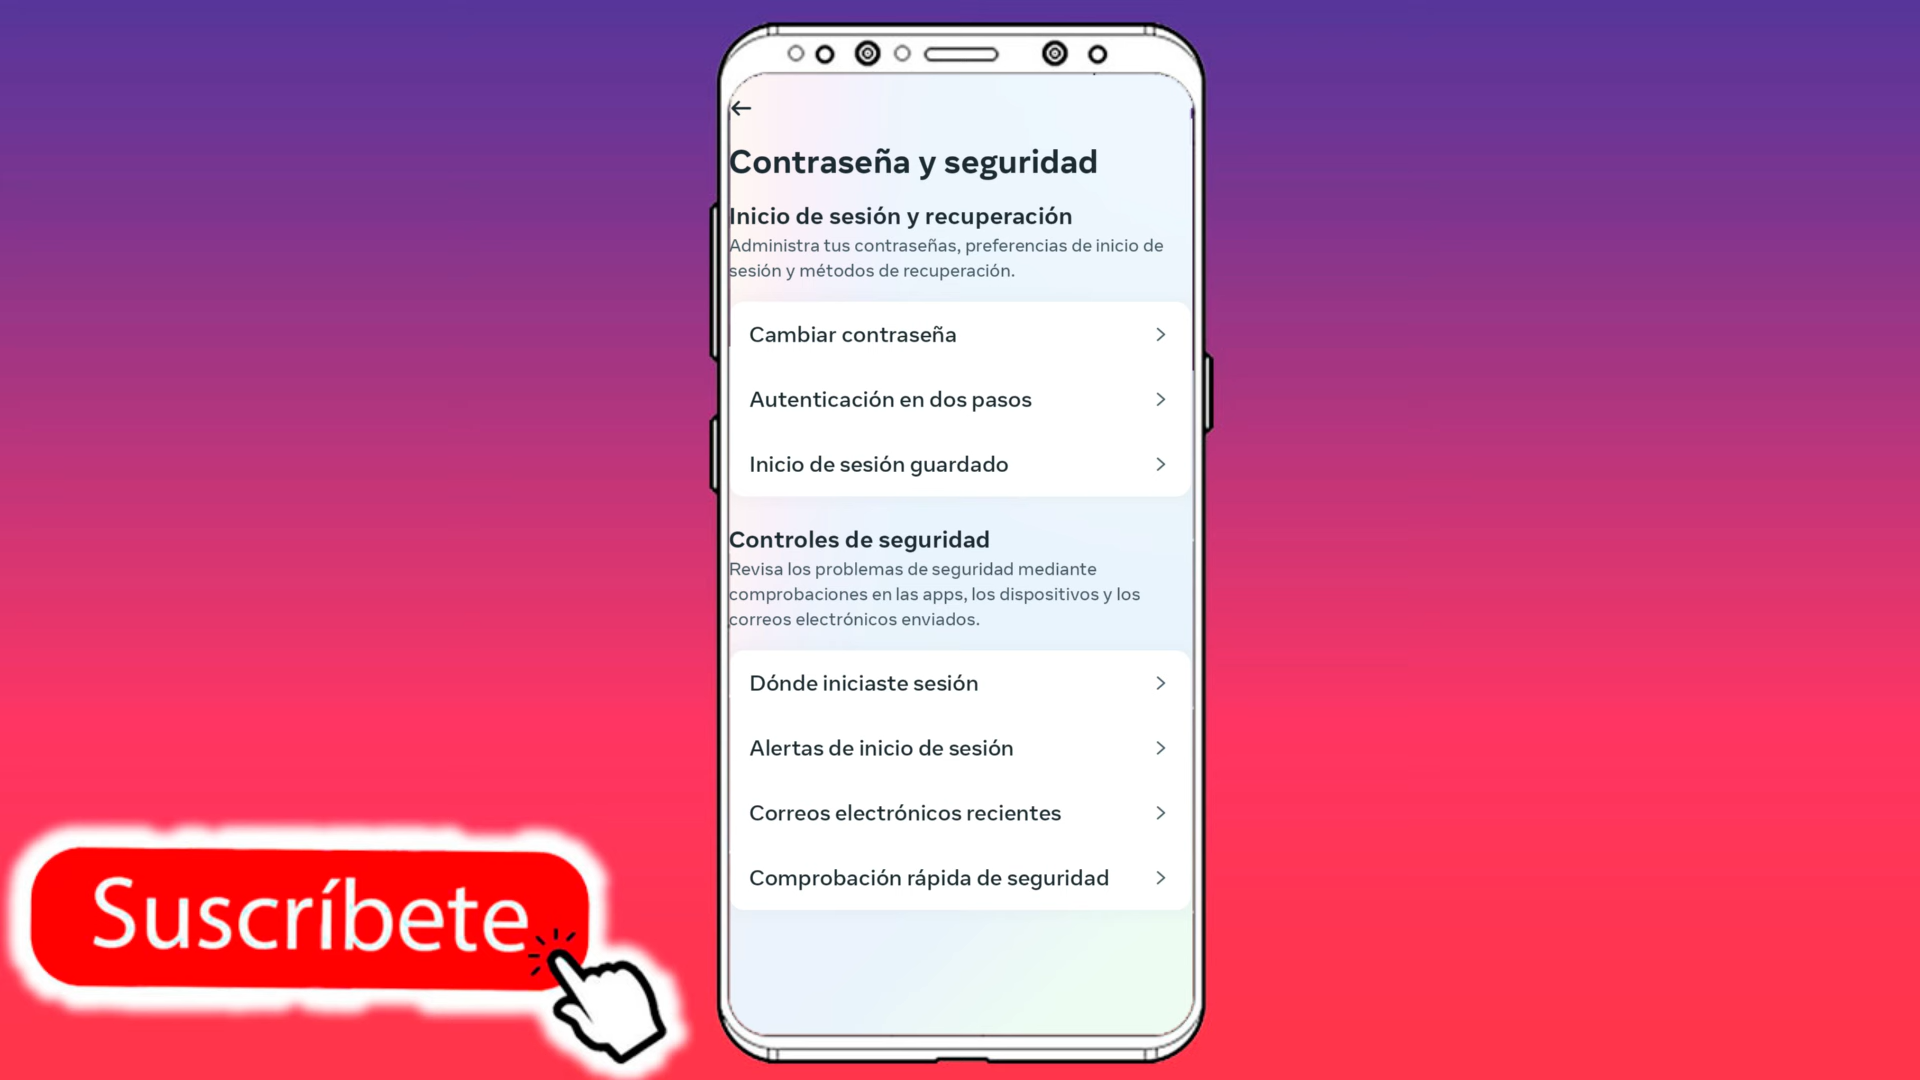 Contraseña y seguridad
Inicio de sesión y recuperación
Administra tus contraseñas, preferencias de inicio de
sesión y métodos de recuperación.
Cambiar contraseña
Autenticación en dos pasos
Inicio de sesión guardado
Controles de seguridad
Revisa los problemas de seguridad mediante
comprobaciones en las apps, los dispositivos y los
correos electrónicos enviados.
Dónde iniciaste sesión
Alertas de inicio de sesión
Correos electrónicos recientes
Comprobación rápida de seguridad
Suscríbete